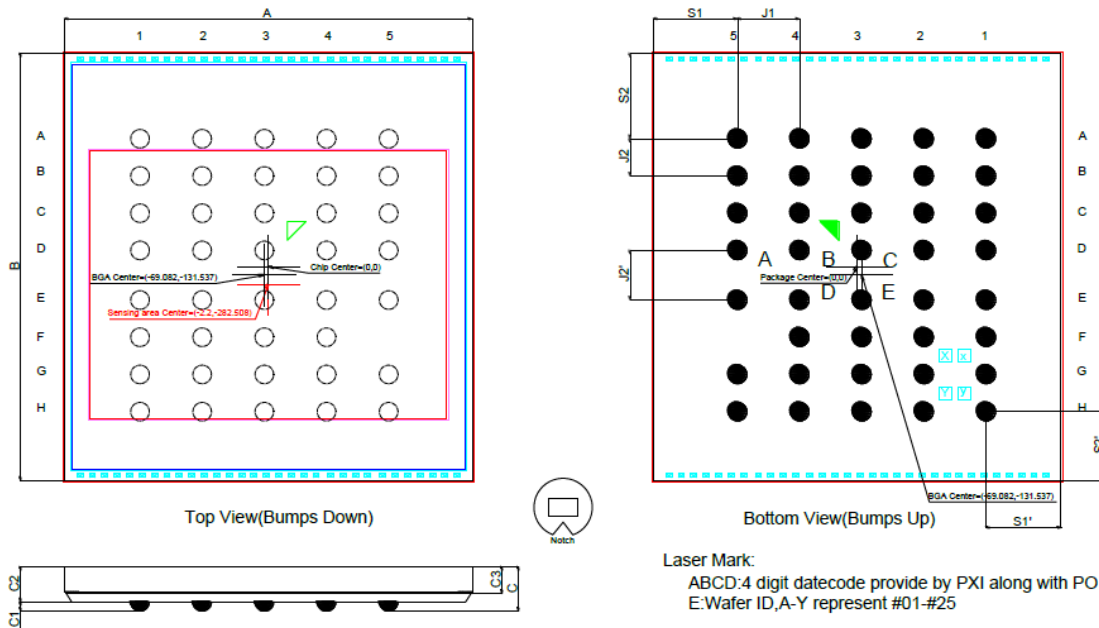 A
S1
J1
1 2 3 4 5
5 4 3 2 1
S2
A
A
A
J2
B
B
C
C
B
D
D
A B C
Chip Center=(0,0)
BGA Center=(-69.082,-131.537)
Package Center=(0,0)
J2'
D E
E
E
Sensing area Center=(-2.2,-282.508)
F
F
X x
G
G
Y y
H
H
BGA Center=(-69.082,-131.537)
S1'
Top View(Bumps Down)
Notch
Bottom View(Bumps Up)
C2
C3
C
C1
Laser Mark:
ABCD:4 digit datecode provide by PXI along with PO
E:Wafer ID,A-Y represent #01-#25